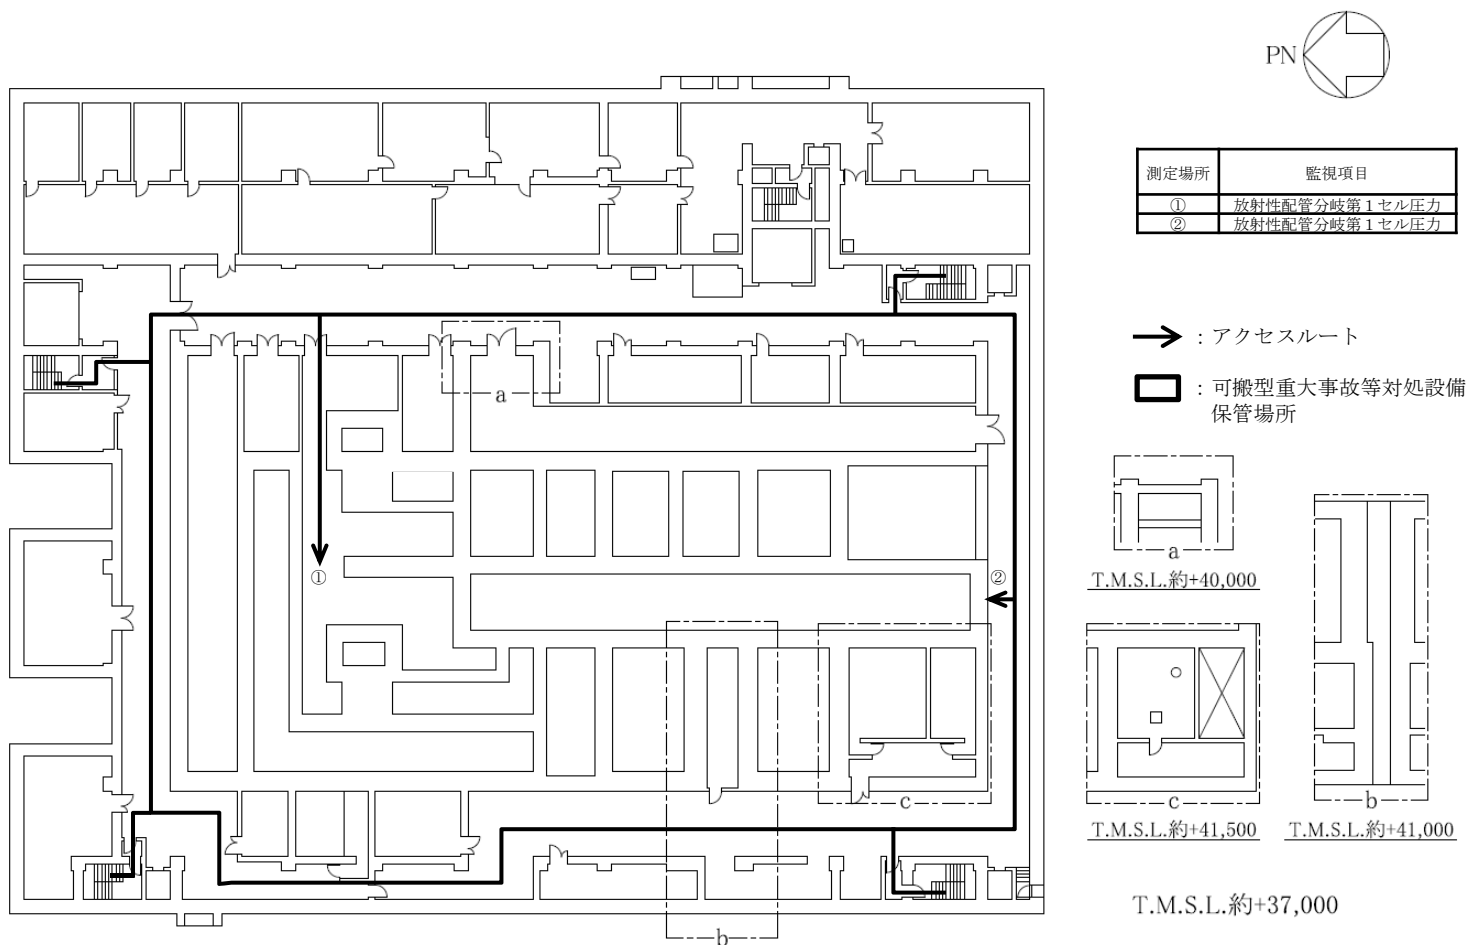 PN
測定場所 監視項目
① 放射性配管分岐第１セル圧力
② 放射性配管分岐第１セル圧力
：アクセスルート
：可搬型重大事故等対処設備
保管場所
a
①
②
c
b
a
T.M.S.L.約+40,000
c
T.M.S.L.約+41,500
b
T.M.S.L.約+41,000
T.M.S.L.約+37,000